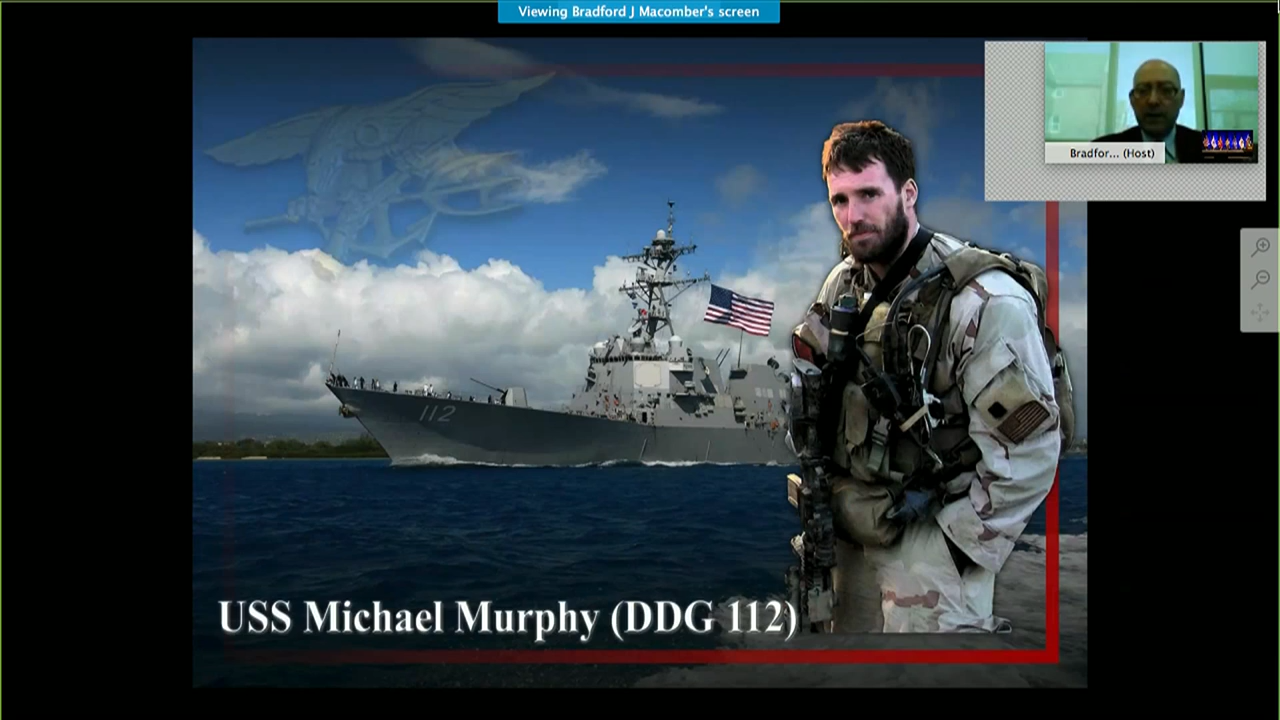 Viewing Bradford J Macomber's screen
Bradfor... (Host)
112
USS Michael Murphy (DDG 112)